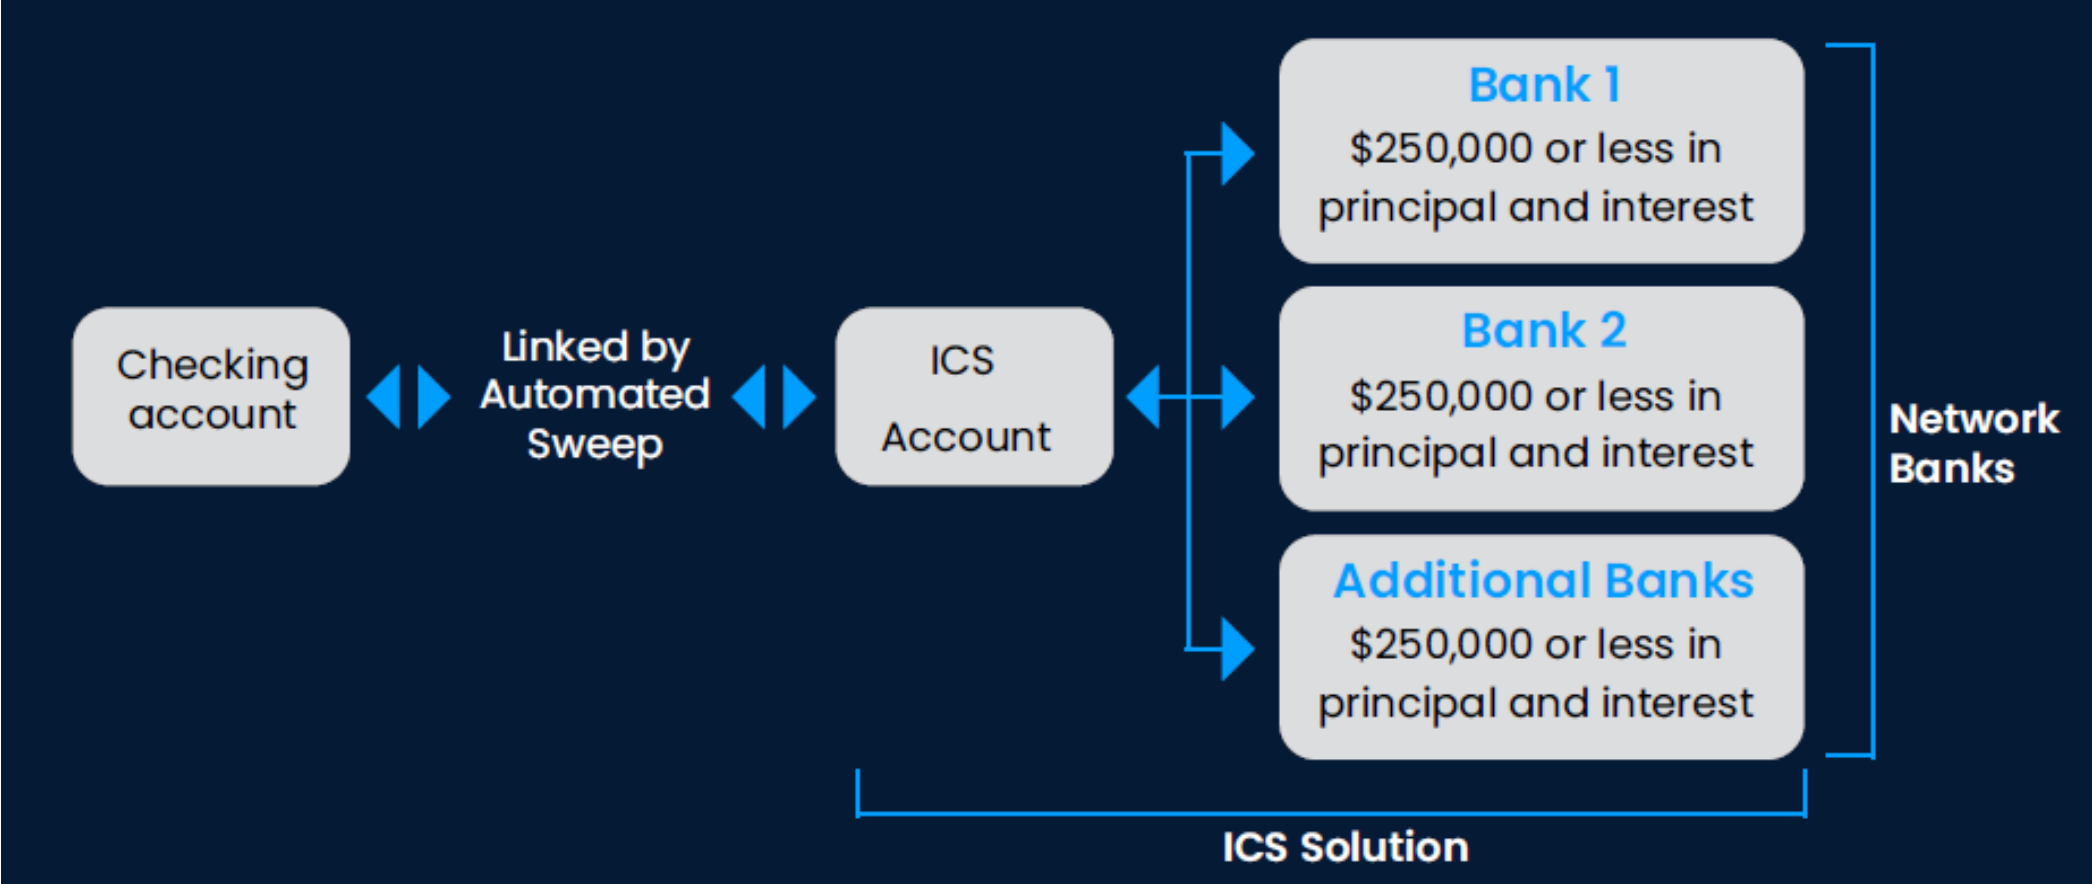 Checking
account
Linked by
Automated
Sweep
ICS
Account
Bank 1
$250,000 or less in
principal and interest
Bank 2
$250,000 or less in
principal and interest
Additional Banks
$250,000 or less in
principal and interest
Network
Banks
ICS Solution